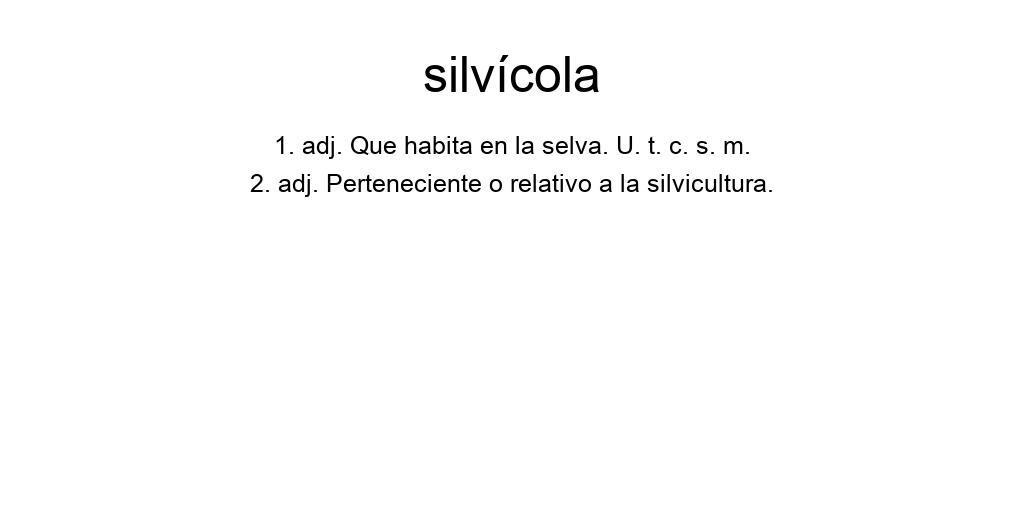 silvícola
1. adj. Que habita en la selva. U. t. c. s. m.
2. adj. Perteneciente o relativo a la silvicultura.